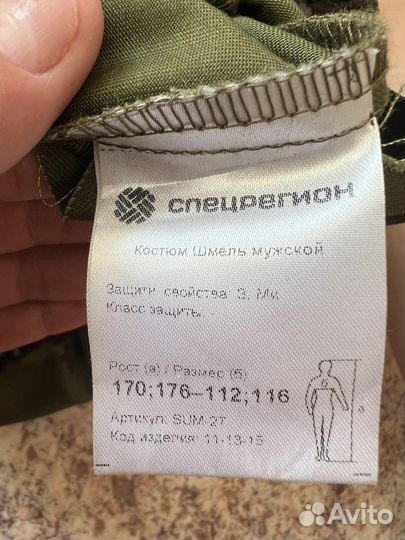 спецрегион
Костюм Шмель мужской
Защитн. свойства: З, Ми
Класс защиты: -
Рост (а) / Размер (б)
170;176-112;116
Артикул: SUM-27
Код изделия: 11-13-15
а
Avito